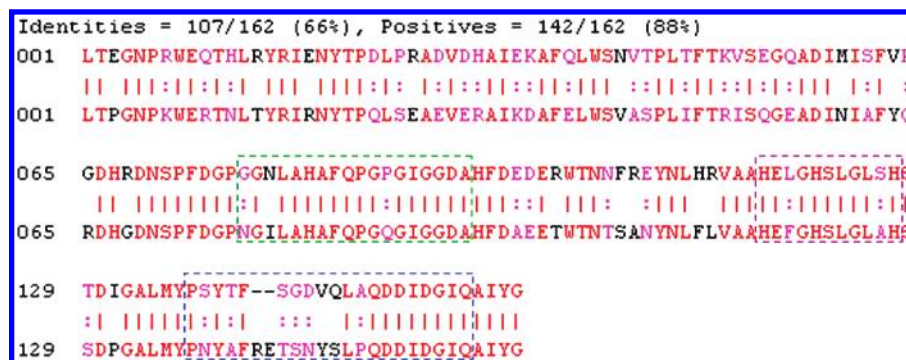 Identities = 107/162 (66%), Positives = 142/162 (88%)
001 LTEGNPRWEQTHLRYRIENYTPDLPRADVDHAIEKAFQLWSNVTPLTFTKVSEGQADIMISFV
001 LTPGNPKWERTNLTYRIRNYTPQLSEAEVERAIKDAFELWSVASPLIFTRISQGEADINIAFY
065 GDHRDNSPFDGPGGNLAHAFQPGPGIGGDAHFDEDERWTNNFREYNLHRVAAHELGHSLGLSH
065 RDHGDNSPFDGPNGILAHAFQPGQGIGGDAHFDAEETWTNTSANYNLFLVAAHEFGHSLGLAH
129 TDIGALMYPSYTF--SGDVQLAQDDIDGIQAIYG
129 SDPGALMYPNYAFRETSNYSLPQDDIDGIQAIYG